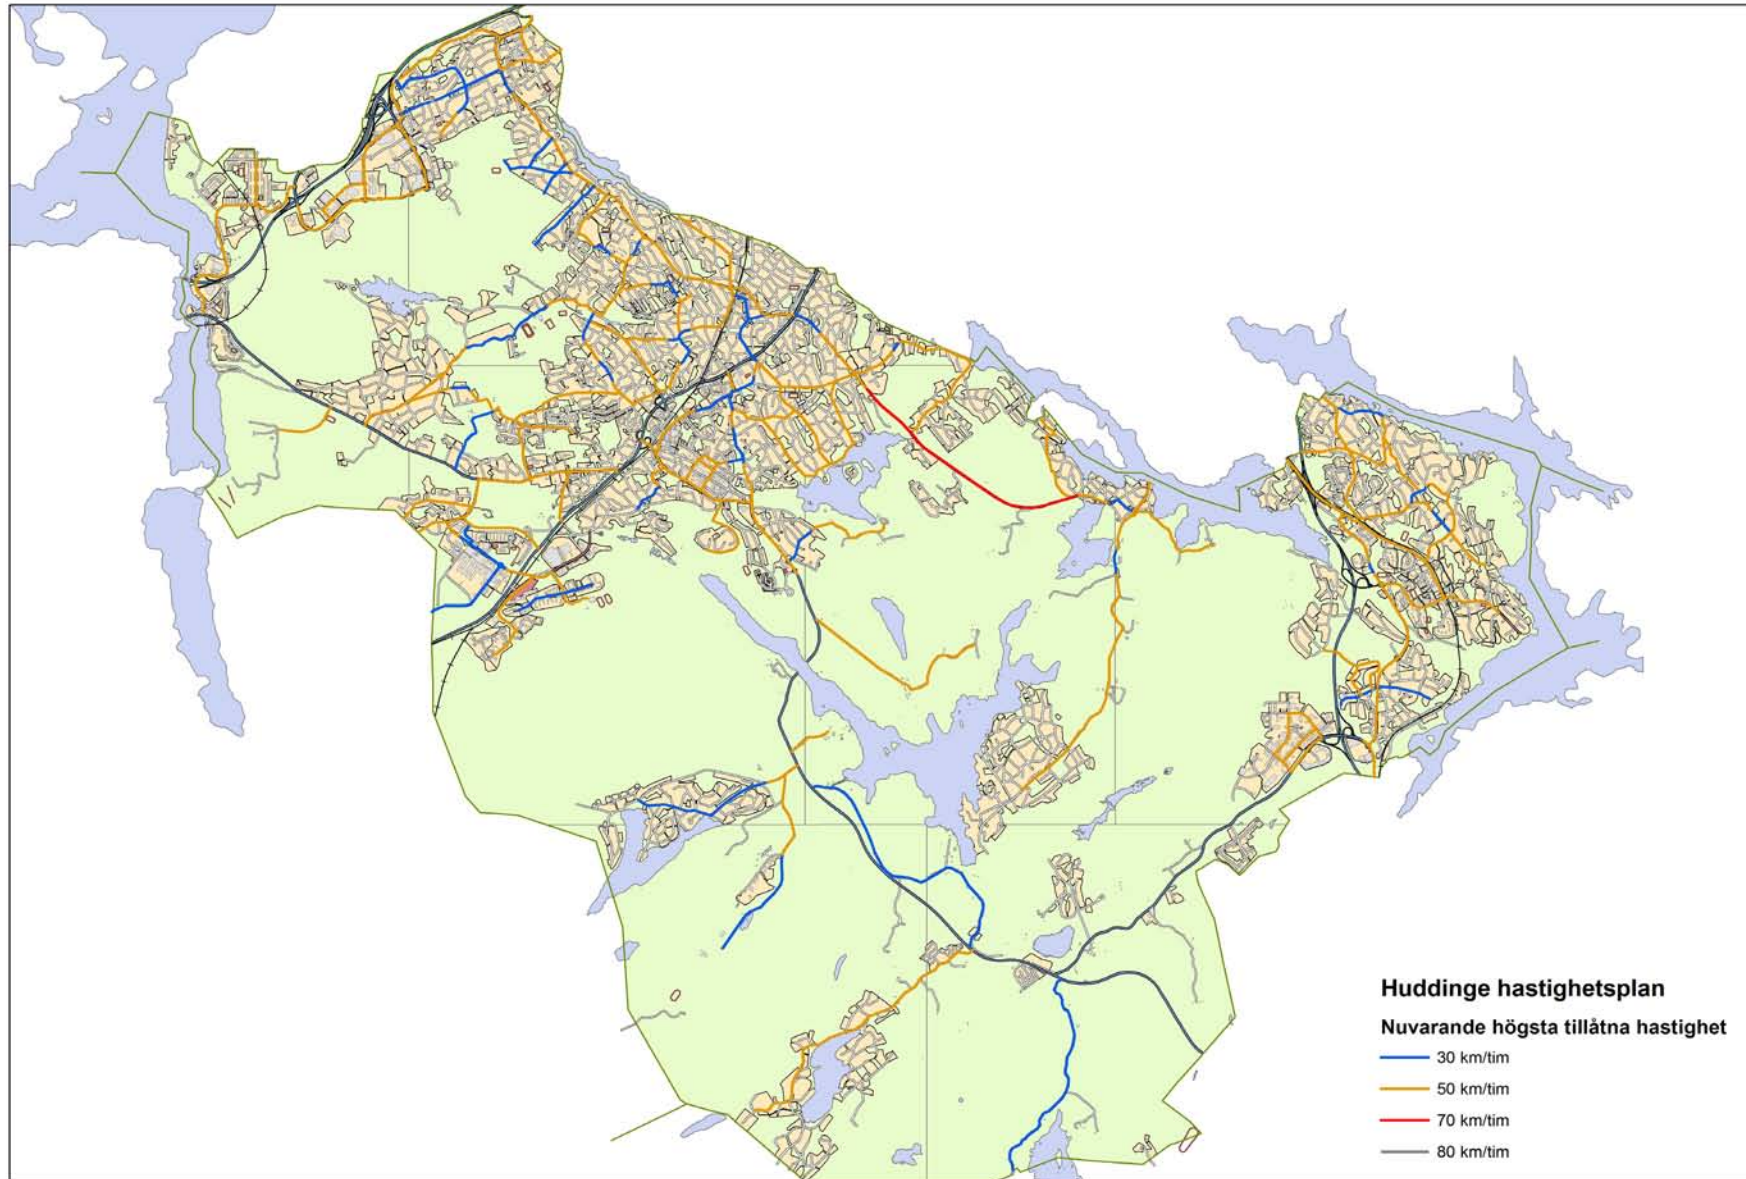 Huddinge hastighetsplan
Nuvarande högsta tillåtna hastighet
30 km/tim
50 km/tim
70 km/tim
80 km/tim